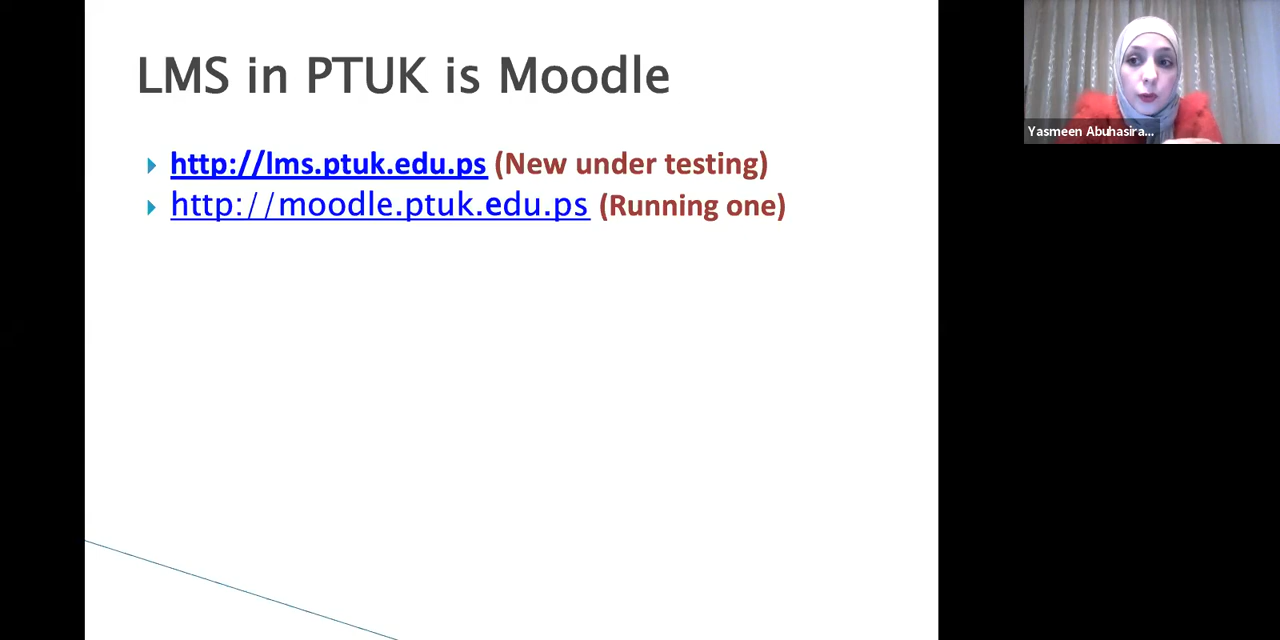 LMS in PTUK is Moodle
http://lms.ptuk.edu.ps (New under testing)
http://moodle.ptuk.edu.ps (Running one)
Yasmeen Abuhasira...